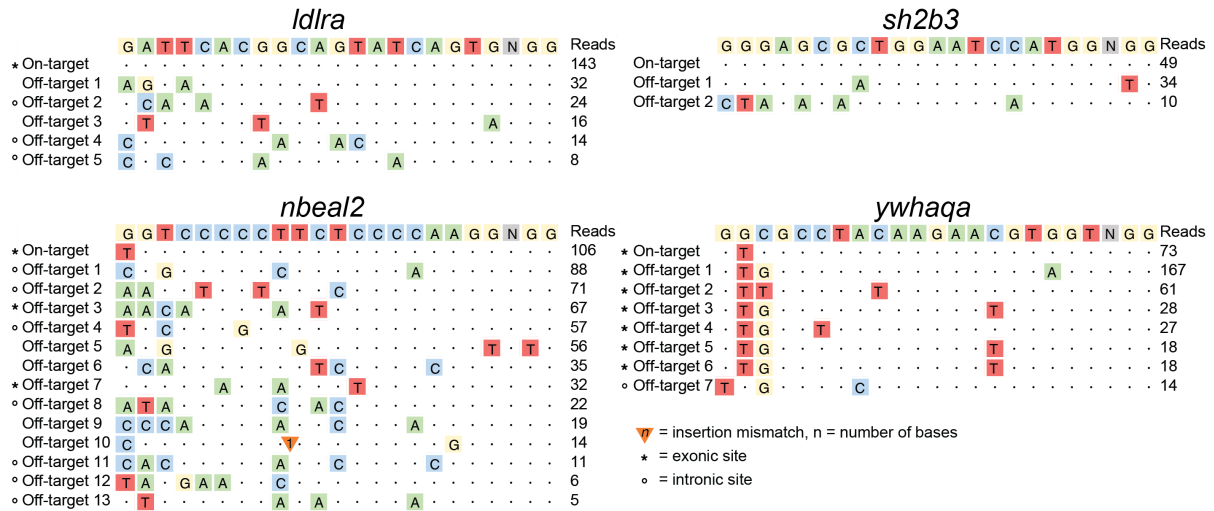 ldlra
G A T T C A C G G C A G T A T C A G T G N G G Reads
* On-target . . . . . . . . . . . . . . . . . . . . . . . 143
Off-target 1 A G . A . . . . . . . . . . . . . . . . . . . 32
∘ Off-target 2 . C A . A . . . . . T . . . . . . . . . . . . 24
Off-target 3 . T . . . . . T . . . . . . . . . . . A . . . 16
∘ Off-target 4 C . . . . . . . A . . A C . . . . . . . . . . 14
∘ Off-target 5 C . C . . . . A . . . . . . A . . . . . . . . 8
sh2b3
G G G A G C G C T G G A A T C C A T G G N G G Reads
On-target . . . . . . . . . . . . . . . . . . . . . . . 49
Off-target 1 . . . . . . . A . . . . . . . . . . . . . T . 34
Off-target 2 C T A . A . A . . . . . . . . A . . . . . . . 10
nbeal2
G G T C C C C C T T C T C C C C A A G G N G G Reads
* On-target T . . . . . . . . . . . . . . . . . . . . . . 106
∘ Off-target 1 C . G . . . . . C . . . . . . A . . . . . . . 88
∘ Off-target 2 A A . . T . . T . . . C . . . . . . . . . . . 71
* Off-target 3 A A C A . . . . A . T . . . . . . . . . . . . 67
∘ Off-target 4 T . C . . . G . . . . . . . . . . . . . . . . 57
Off-target 5 A . G . . . . . . G . . . . . . . . . T . T . 56
Off-target 6 . C A . . . . . . . T C . . . . C . . . . . . 35
* Off-target 7 . . . . . A . . A . . . T . . . . . . . . . . 32
∘ Off-target 8 A T A . . . . . C . A C . . . . . . . . . . . 22
Off-target 9 C C C A . . . . A . . C . . . A . . . . . . . 19
Off-target 10 C . . . . . . . . 1 . . . . . . . . G . . . . . 14
∘ Off-target 11 C A C . . . . . A . . C . . . . C . . . . . . 11
∘ Off-target 12 T A . G A A . . C . . . . . . . . . . . . . . 6
∘ Off-target 13 . T . . . . . . A . A . . . . A . . . . . . . 5
ywhaqa
G G C G C C T A C A A G A A C G T G G T N G G Reads
* On-target . T . . . . . . . . . . . . . . . . . . . . . 73
* Off-target 1 . T G . . . . . . . . . . . . . . A . . . . . 167
* Off-target 2 . T T . . . . . T . . . . . . . . . . . . . . 61
* Off-target 3 . T G . . . . . . . . . . . T . . . . . . . . 28
* Off-target 4 . T G . . T . . . . . . . . . . . . . . . . . 27
* Off-target 5 . T G . . . . . . . . . . . T . . . . . . . . 18
* Off-target 6 . T G . . . . . . . . . . . T . . . . . . . . 18
∘ Off-target 7 T . G . . . . C . . . . . . . . . . . . . . . 14
n = insertion mismatch, n = number of bases
* = exonic site
∘ = intronic site